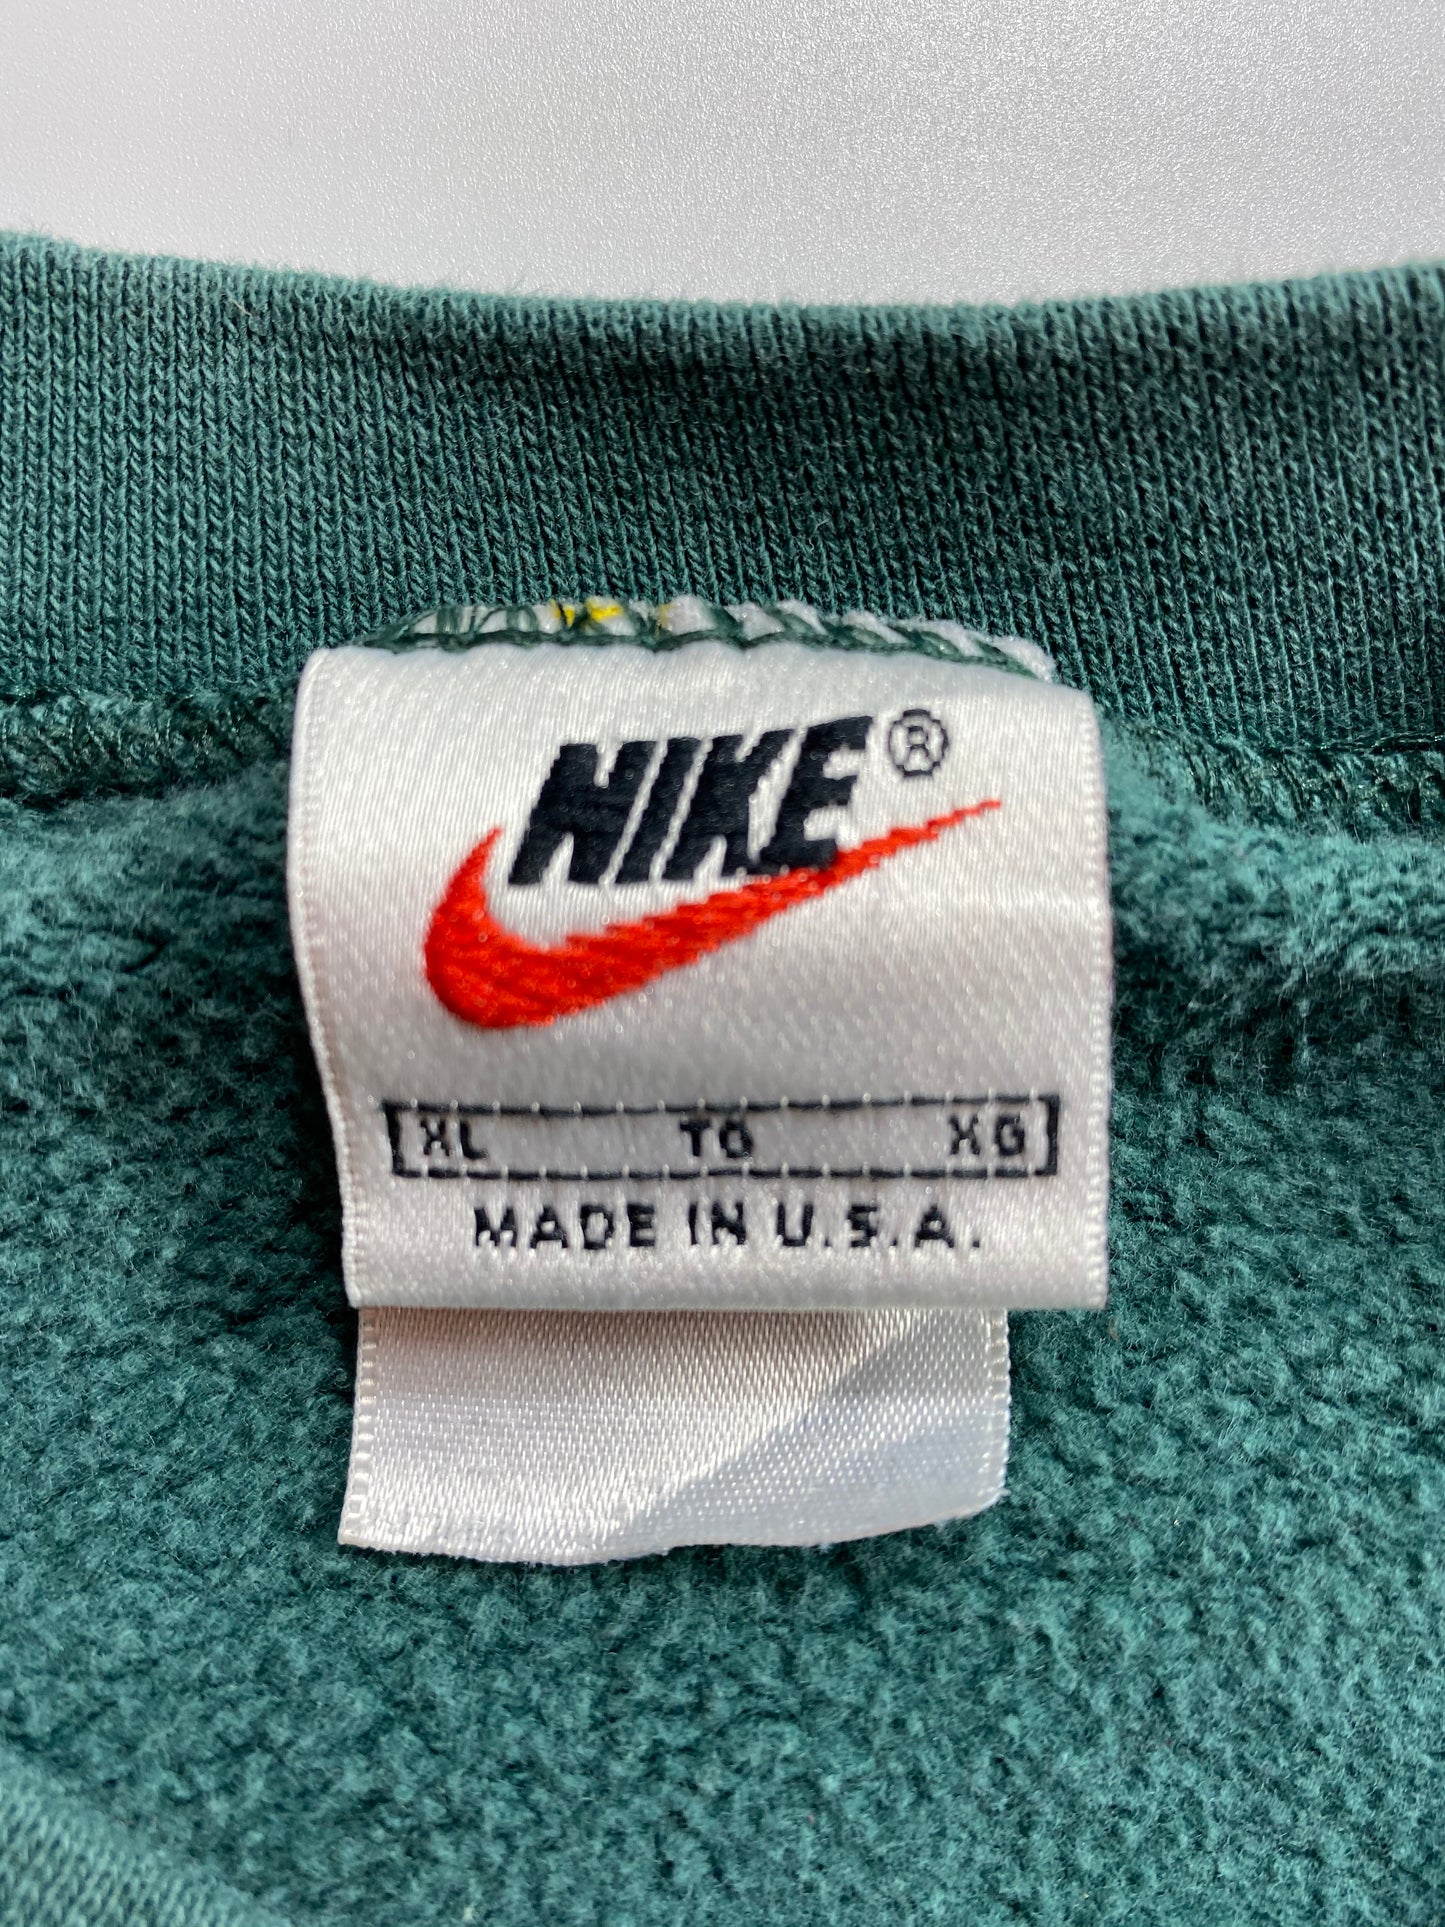 NIKE®
XL TG XG
MADE IN U.S.A.